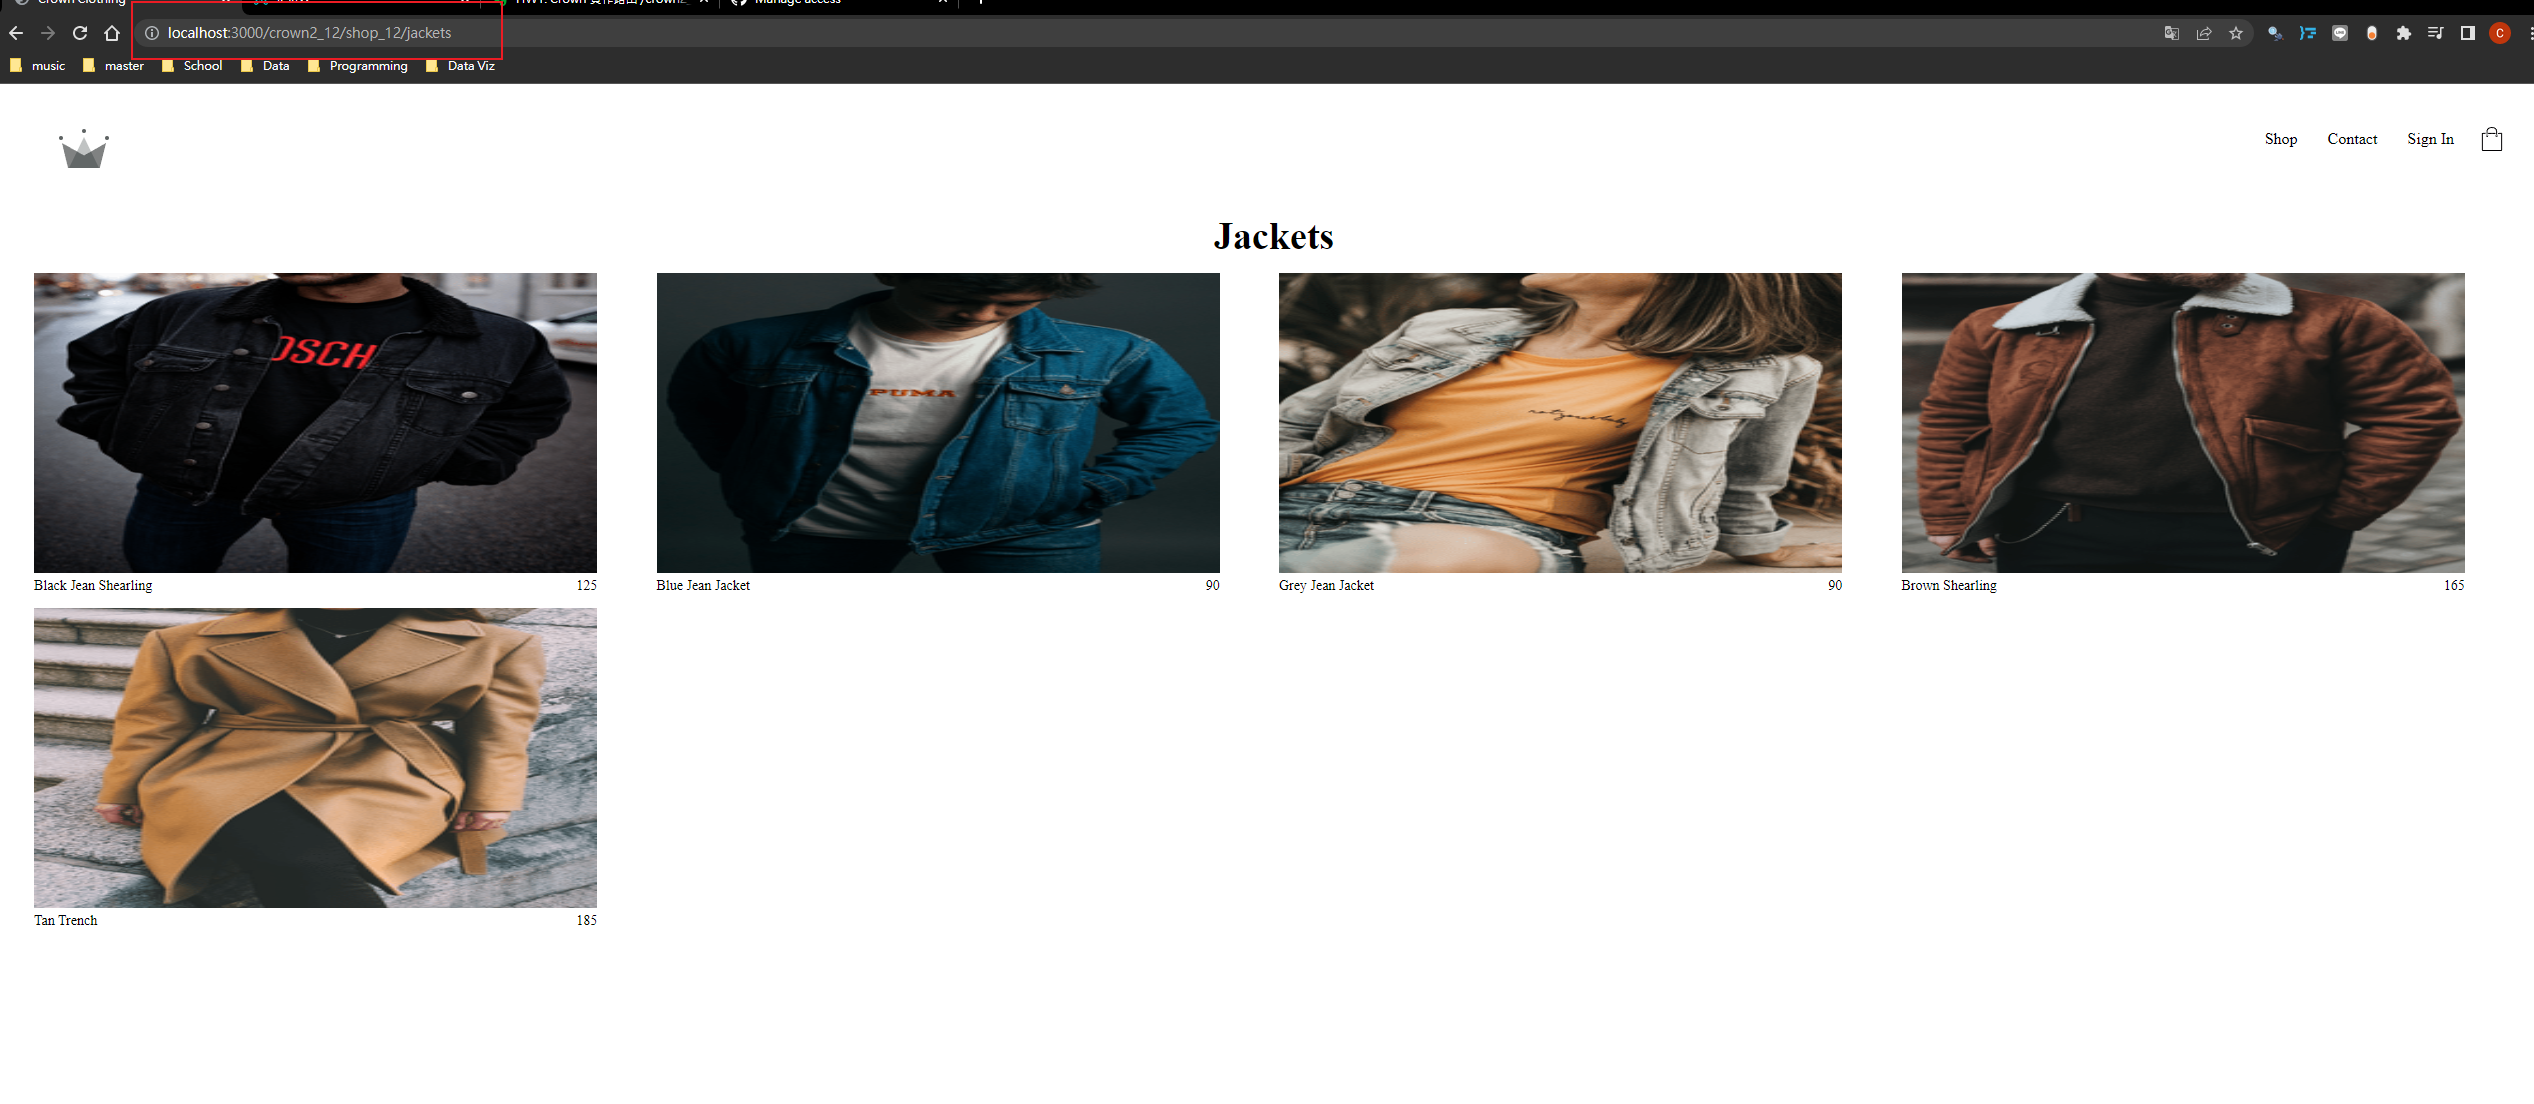 Crown Clothing
Manage access
localhost:3000/crown2_12/shop_12/jackets
music master School Data Programming Data Viz
Shop Contact Sign In
Jackets
OSCH
PUMA
Black Jean Shearling 125
Blue Jean Jacket 90
Grey Jean Jacket 90
Brown Shearling 165
Tan Trench 185